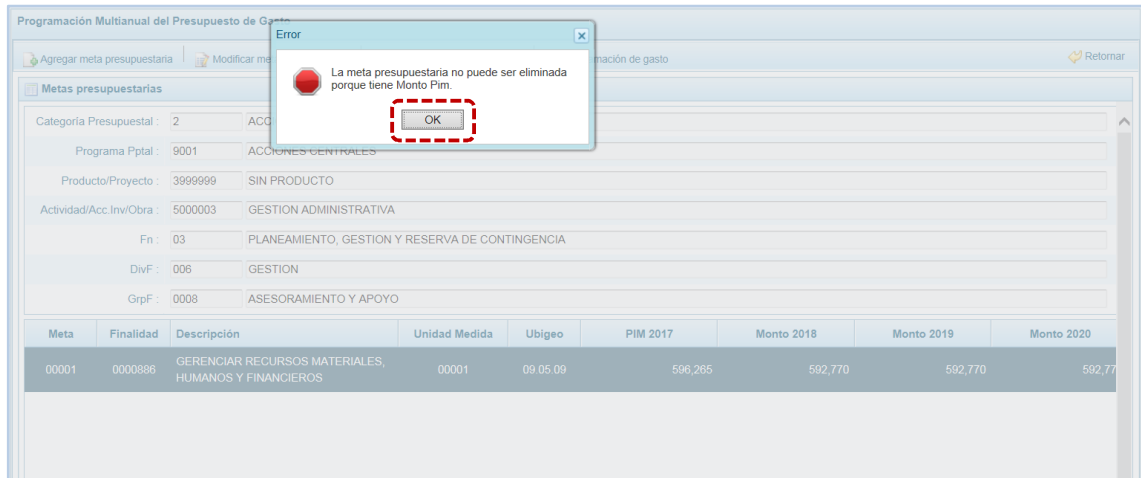 Programación Multianual del Presupuesto de Gasto
Error
Agregar meta presupuestaria Modificar me mación de gasto Retornar
La meta presupuestaria no puede ser eliminada
porque tiene Monto Pim.
OK
Metas presupuestarias
Categoría Presupuestal : 2 ACC
Programa Pptal : 9001 ACCIONES CENTRALES
Producto/Proyecto : 3999999 SIN PRODUCTO
Actividad/Acc.Inv/Obra : 5000003 GESTION ADMINISTRATIVA
Fn : 03 PLANEAMIENTO, GESTION Y RESERVA DE CONTINGENCIA
DivF : 006 GESTION
GrpF : 0008 ASESORAMIENTO Y APOYO
Meta Finalidad Descripción Unidad Medida Ubigeo PIM 2017 Monto 2018 Monto 2019 Monto 2020
00001 0000886 GERENCIAR RECURSOS MATERIALES, 00001 09.05.09 596,265 592,770 592,770 592,77
HUMANOS Y FINANCIEROS